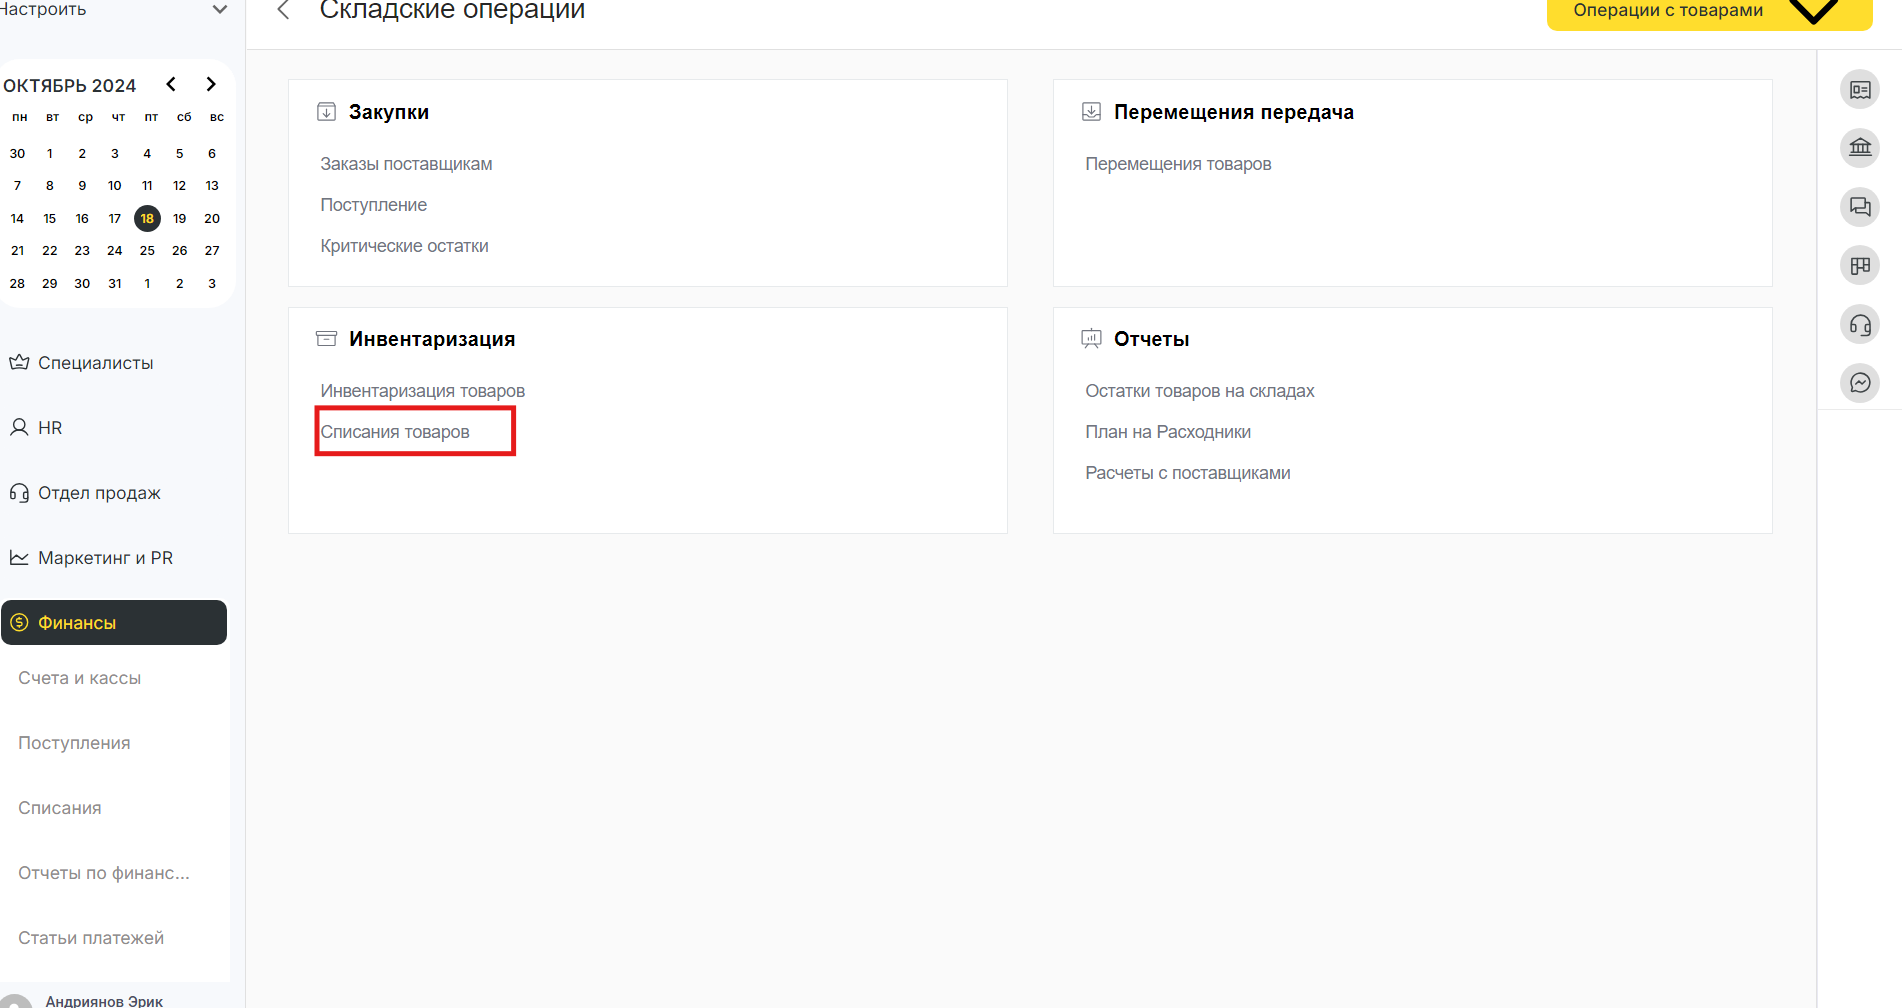 Настроить
ОКТЯБРЬ 2024
пн вт ср чт пт сб вс
30 1 2 3 4 5 6
7 8 9 10 11 12 13
14 15 16 17 18 19 20
21 22 23 24 25 26 27
28 29 30 31 1 2 3
Специалисты
HR
Отдел продаж
Маркетинг и PR
Финансы
Счета и кассы
Поступления
Списания
Отчеты по финанс...
Статьи платежей
Андриянов Эрик
Складские операции
Операции с товарами
Закупки
Заказы поставщикам
Поступление
Критические остатки
Перемещения передача
Перемещения товаров
Инвентаризация
Инвентаризация товаров
Списания товаров
Отчеты
Остатки товаров на складах
План на Расходники
Расчеты с поставщиками